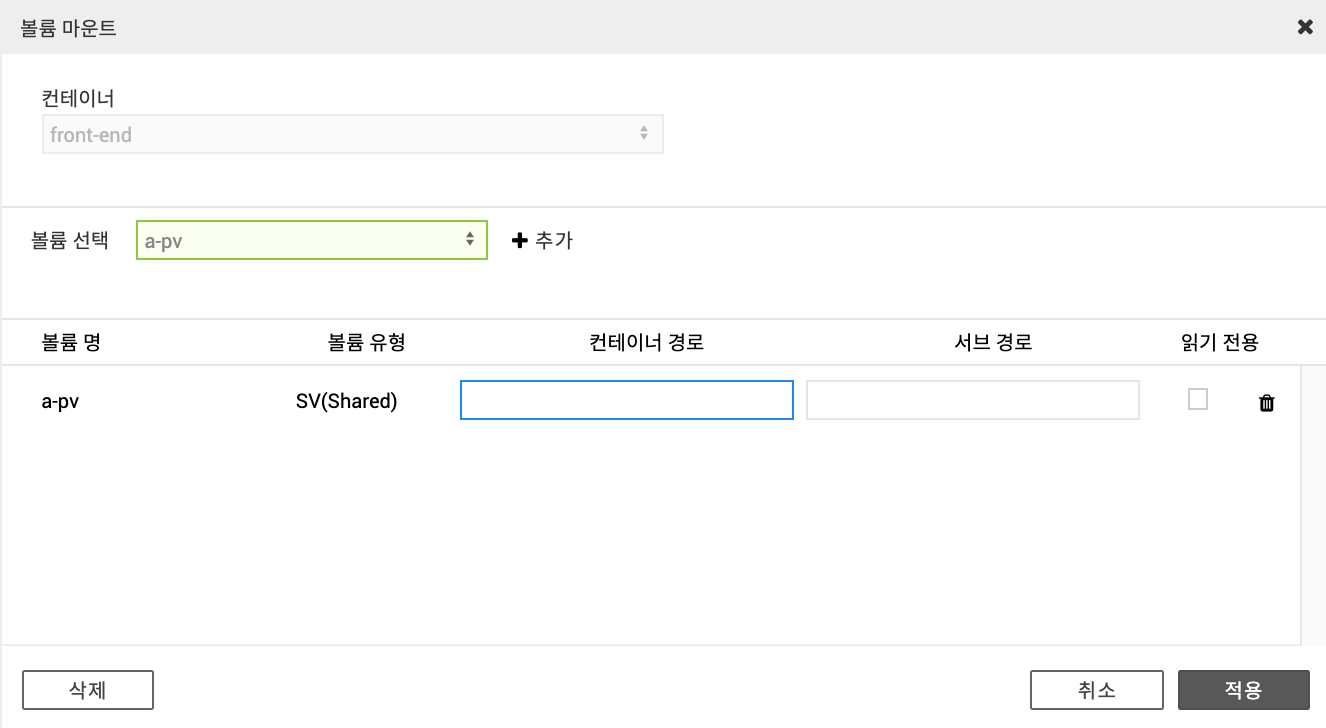 볼륨 마운트
컨테이너
front-end
볼륨 선택 a-pv 추가
볼륨 명 볼륨 유형 컨테이너 경로 서브 경로 읽기 전용
a-pv SV(Shared)
삭제 취소 적용